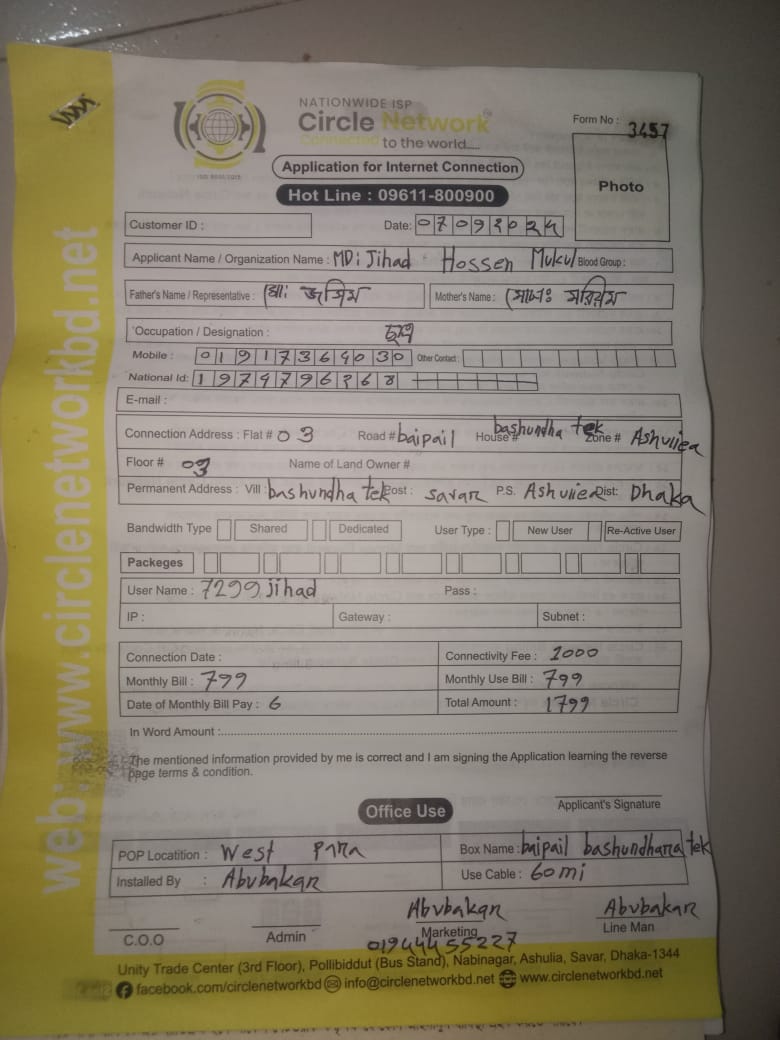 NATIONWIDE ISP
Circle Network
Connected to the world.....
Form No : 3457
Application for Internet Connection
Photo
Hot Line : 09611-800900
Customer ID :
Date: 07092024
Applicant Name / Organization Name : MD: Jihad Hossen Mukul Blood Group :
Father's Name / Representative : মো: জসিম Mother's Name : মোছাঃ মরিয়ম
Occupation / Designation :
Mobile : 01917364030 Other Contact :
National Id:
E-mail :
Connection Address : Flat # 03 Road # baipail House # bashundha tek Zone # Ashuliea
Floor # 03 Name of Land Owner #
Permanent Address : Vill : bashundha tek Post : savar P.S. Ashuliea Dist: Dhaka
Bandwidth Type Shared Dedicated User Type : New User Re-Active User
Packeges
User Name : 7299jihad Pass :
IP : Gateway : Subnet :
Connection Date : Connectivity Fee : 1000
Monthly Bill : 799 Monthly Use Bill : 799
Date of Monthly Bill Pay : 6 Total Amount : 1799
In Word Amount :
The mentioned information provided by me is correct and I am signing the Application learning the reverse
page terms & condition.
Applicant's Signature
Office Use
POP Locatition : West para Box Name : baipail bashundhara tek
Installed By : Abubakar Use Cable : 60mi
Abubakar Abubakar
C.O.O Admin Marketing Line Man
01944455227
Unity Trade Center (3rd Floor), Pollibiddut (Bus Stand), Nabinagar, Ashulia, Savar, Dhaka-1344
facebook.com/circlenetworkbd info@circlenetworkbd.net www.circlenetworkbd.net
web: www.circlenetworkbd.net